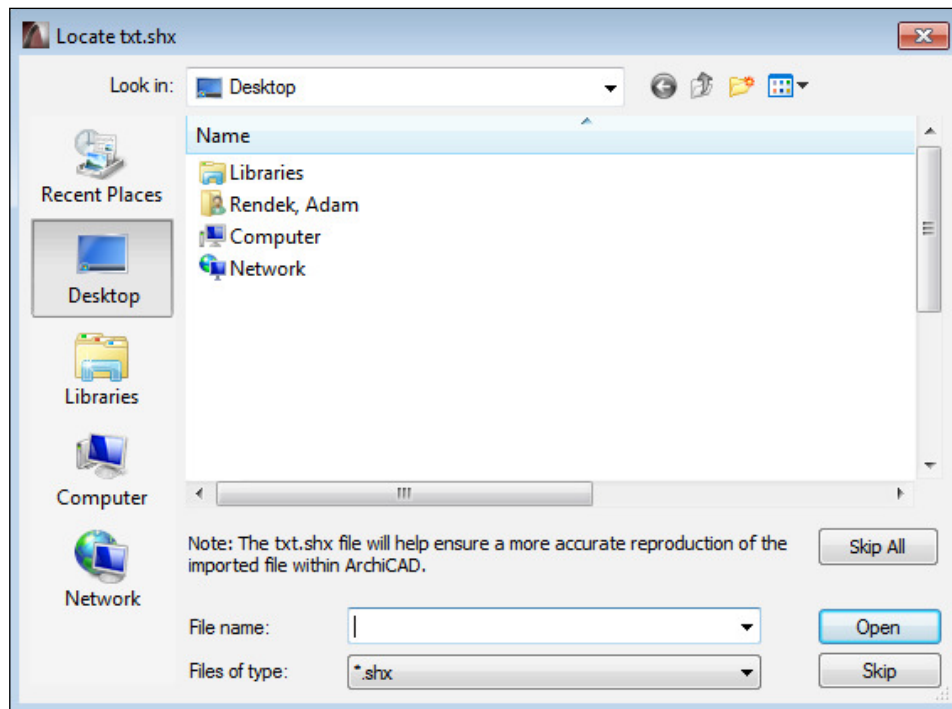 Locate txt.shx
Look in:
Desktop
Name
Recent Places
Desktop
Libraries
Computer
Network
Libraries
Rendek, Adam
Computer
Network
Note: The txt.shx file will help ensure a more accurate reproduction of the
imported file within ArchiCAD.
Skip All
File name:
Open
Files of type:
*.shx
Skip